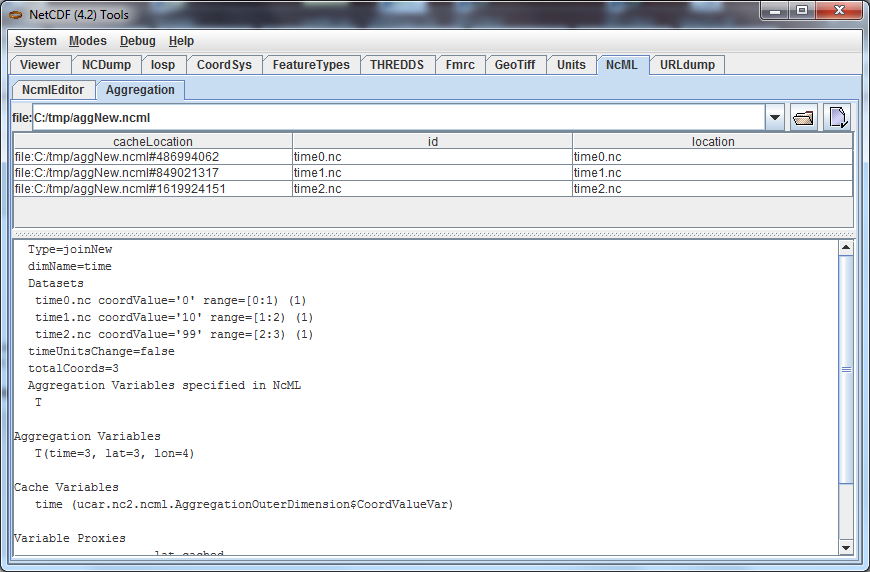 NetCDF (4.2) Tools
System Modes Debug Help
Viewer NCDump Iosp CoordSys FeatureTypes THREDDS Fmrc GeoTiff Units NcML URLdump
NcmlEditor Aggregation
file: C:/tmp/aggNew.ncml
cacheLocation id location
file:C:/tmp/aggNew.ncml#486994062 time0.nc time0.nc
file:C:/tmp/aggNew.ncml#849021317 time1.nc time1.nc
file:C:/tmp/aggNew.ncml#1619924151 time2.nc time2.nc
Type=joinNew
dimName=time
Datasets
time0.nc coordValue='0' range=[0:1) (1)
time1.nc coordValue='10' range=[1:2) (1)
time2.nc coordValue='99' range=[2:3) (1)
timeUnitsChange=false
totalCoords=3
Aggregation Variables specified in NcML
T
Aggregation Variables
T(time=3, lat=3, lon=4)
Cache Variables
time (ucar.nc2.ncml.AggregationOuterDimension$CoordValueVar)
Variable Proxies
lat cached